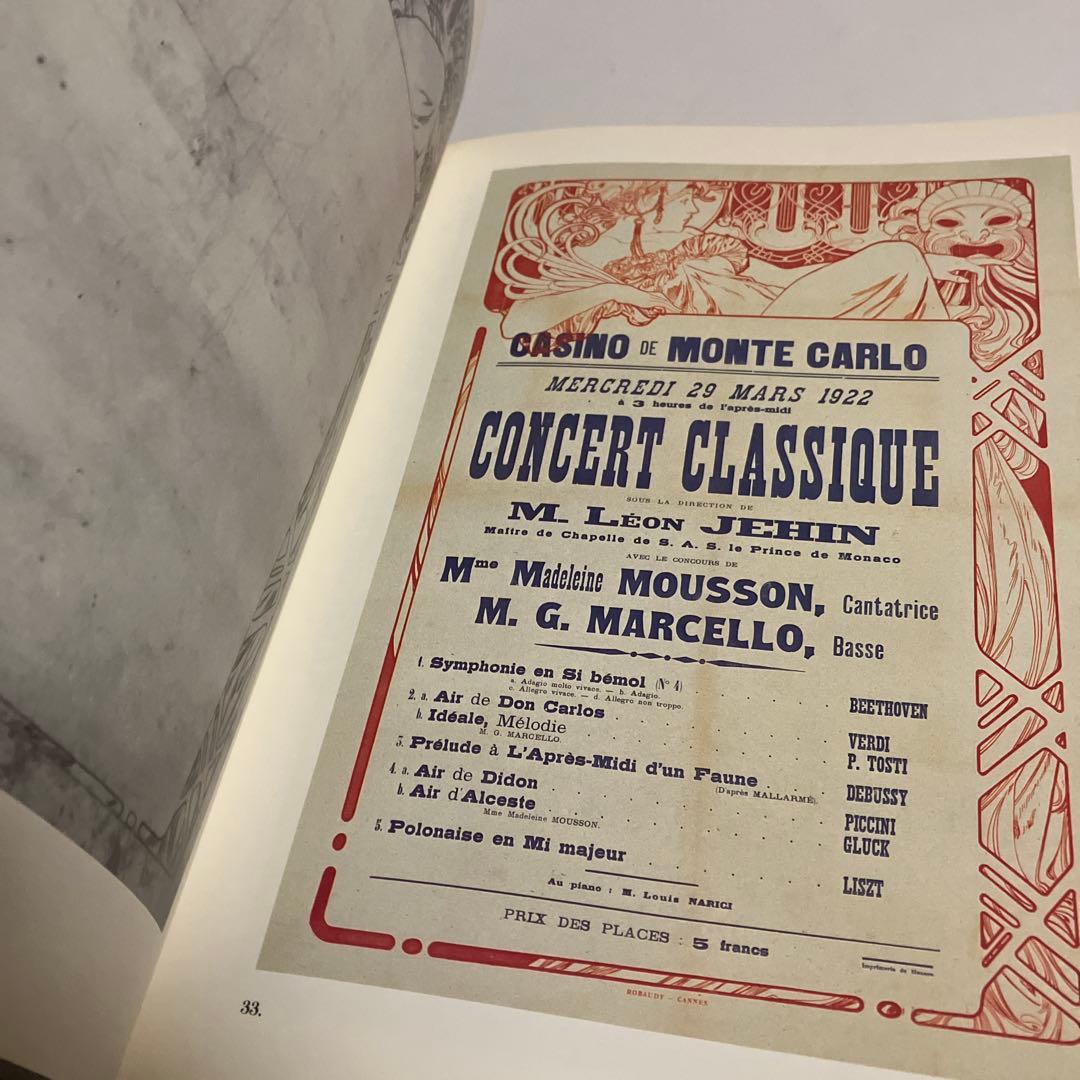 CASINO DE MONTE CARLO
MERCREDI 29 MARS 1922
à 3 heures de l'après-midi
CONCERT CLASSIQUE
SOUS LA DIRECTION DE
M. LÉON JEHIN
Maître de Chapelle de S. A. S. le Prince de Monaco
AVEC LE CONCOURS DE
Mme Madeleine MOUSSON, Cantatrice
M. G. MARCELLO, Basse
1. Symphonie en Si bémol (No 4) BEETHOVEN
a. Adagio molto vivace. — b. Adagio.
c. Allegro vivace. — d. Allegro non troppo.
2. a. Air de Don Carlos VERDI
b. Idéale, Mélodie P. TOSTI
M. G. MARCELLO.
3. Prélude à L'Après-Midi d'un Faune DEBUSSY
(D'après MALLARMÉ).
4. a. Air de Didon PICCINI
b. Air d'Alceste GLUCK
Mme Madeleine MOUSSON.
5. Polonaise en Mi majeur LISZT
Au piano : M. Louis NARICI
PRIX DES PLACES : 5 francs
Imprimerie de Monaco
ROBAUDY – CANNES
33.